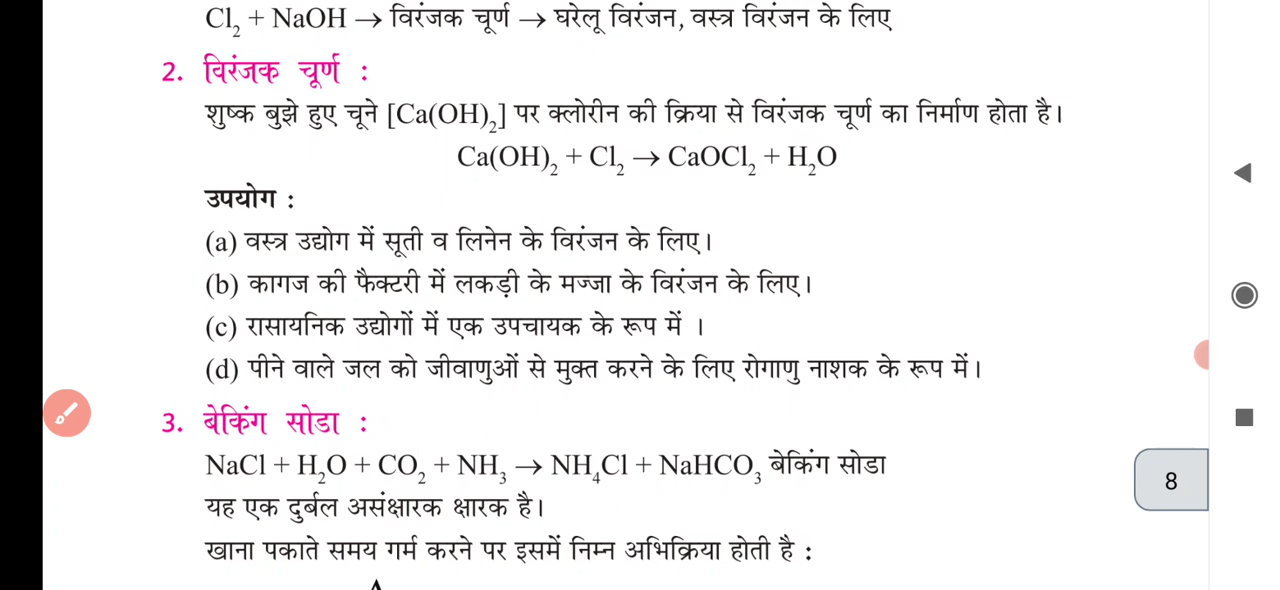 Cl₂ + NaOH → विरंजक चूर्ण → घरेलू विरंजन, वस्त्र विरंजन के लिए
2. विरंजक चूर्ण :
शुष्क बुझे हुए चूने [Ca(OH)₂] पर क्लोरीन की क्रिया से विरंजक चूर्ण का निर्माण होता है।
Ca(OH)₂ + Cl₂ → CaOCl₂ + H₂O
उपयोग :
(a) वस्त्र उद्योग में सूती व लिनेन के विरंजन के लिए।
(b) कागज की फैक्टरी में लकड़ी के मज्जा के विरंजन के लिए।
(c) रासायनिक उद्योगों में एक उपचायक के रूप में ।
(d) पीने वाले जल को जीवाणुओं से मुक्त करने के लिए रोगाणु नाशक के रूप में।
3. बेकिंग सोडा :
NaCl + H₂O + CO₂ + NH₃ → NH₄Cl + NaHCO₃ बेकिंग सोडा
8
यह एक दुर्बल असंक्षारक क्षारक है।
खाना पकाते समय गर्म करने पर इसमें निम्न अभिक्रिया होती है :